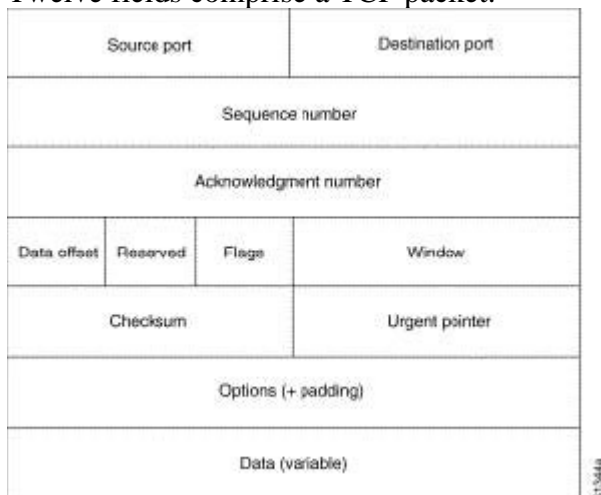 Twelve fields comprise a TCP packet.
Source port Destination port
Sequence number
Acknowledgment number
Data offset Reserved Flags Window
Checksum Urgent pointer
Options (+ padding)
Data (variable)